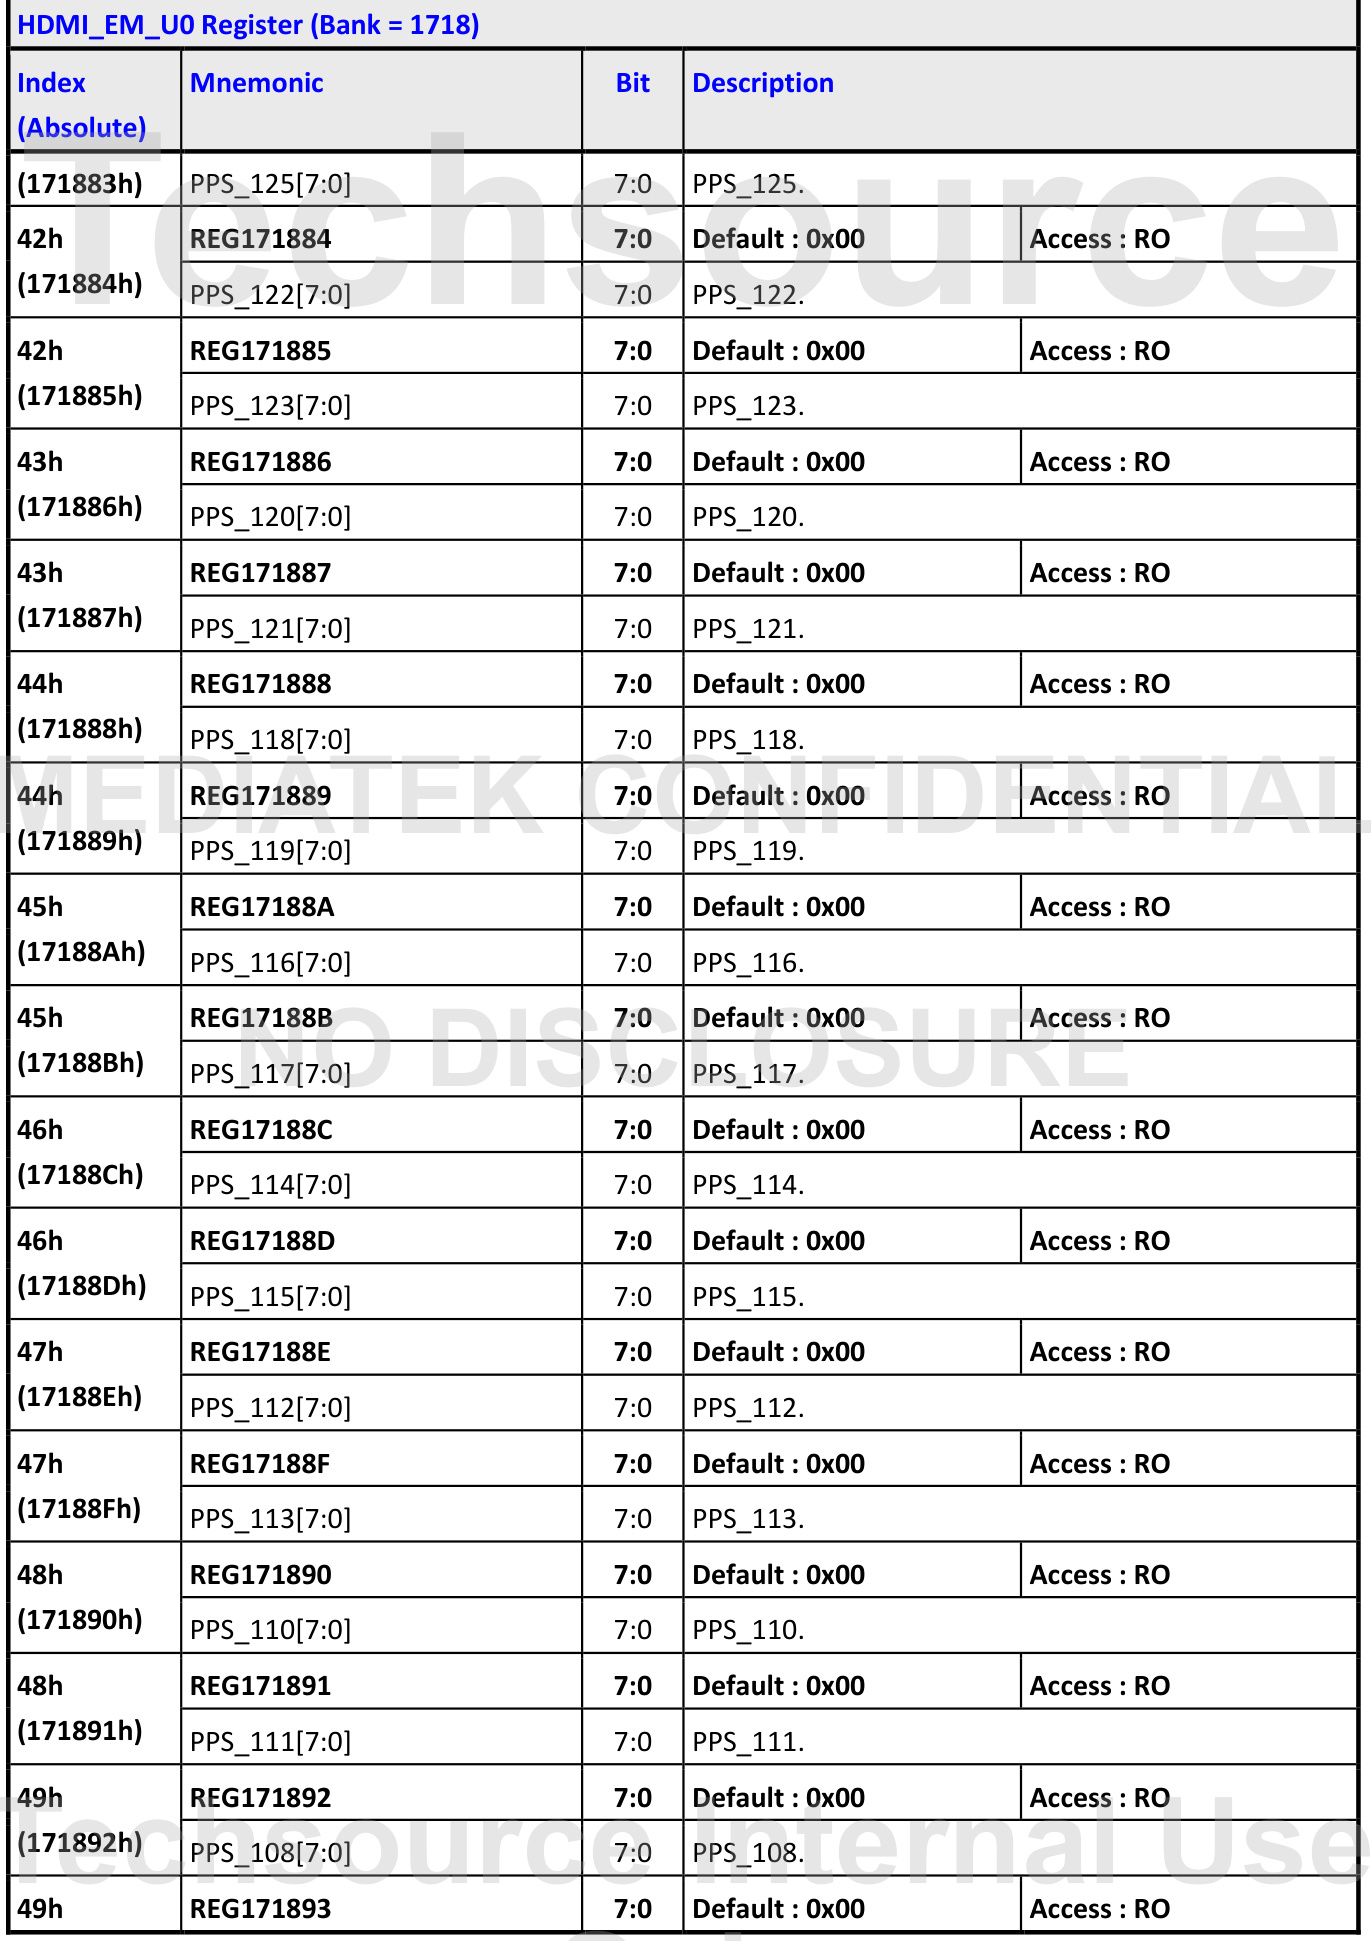 HDMI_EM_U0 Register (Bank = 1718)
Index Mnemonic Bit Description
(Absolute)
(171883h) PPS_125[7:0] 7:0 PPS_125.
42h REG171884 7:0 Default : 0x00 Access : RO
(171884h) PPS_122[7:0] 7:0 PPS_122.
Techsource
42h REG171885 7:0 Default : 0x00 Access : RO
(171885h) PPS_123[7:0] 7:0 PPS_123.
43h REG171886 7:0 Default : 0x00 Access : RO
(171886h) PPS_120[7:0] 7:0 PPS_120.
43h REG171887 7:0 Default : 0x00 Access : RO
(171887h) PPS_121[7:0] 7:0 PPS_121.
44h REG171888 7:0 Default : 0x00 Access : RO
(171888h) PPS_118[7:0] 7:0 PPS_118.
MEDIATEK CONFIDENTIAL
44h REG171889 7:0 Default : 0x00 Access : RO
(171889h) PPS_119[7:0] 7:0 PPS_119.
45h REG17188A 7:0 Default : 0x00 Access : RO
(17188Ah) PPS_116[7:0] 7:0 PPS_116.
45h REG17188B 7:0 Default : 0x00 Access : RO
NO DISCLOSURE
(17188Bh) PPS_117[7:0] 7:0 PPS_117.
46h REG17188C 7:0 Default : 0x00 Access : RO
(17188Ch) PPS_114[7:0] 7:0 PPS_114.
46h REG17188D 7:0 Default : 0x00 Access : RO
(17188Dh) PPS_115[7:0] 7:0 PPS_115.
47h REG17188E 7:0 Default : 0x00 Access : RO
(17188Eh) PPS_112[7:0] 7:0 PPS_112.
47h REG17188F 7:0 Default : 0x00 Access : RO
(17188Fh) PPS_113[7:0] 7:0 PPS_113.
48h REG171890 7:0 Default : 0x00 Access : RO
(171890h) PPS_110[7:0] 7:0 PPS_110.
48h REG171891 7:0 Default : 0x00 Access : RO
(171891h) PPS_111[7:0] 7:0 PPS_111.
49h REG171892 7:0 Default : 0x00 Access : RO
(171892h) PPS_108[7:0] 7:0 PPS_108.
Techsource Internal Use
49h REG171893 7:0 Default : 0x00 Access : RO